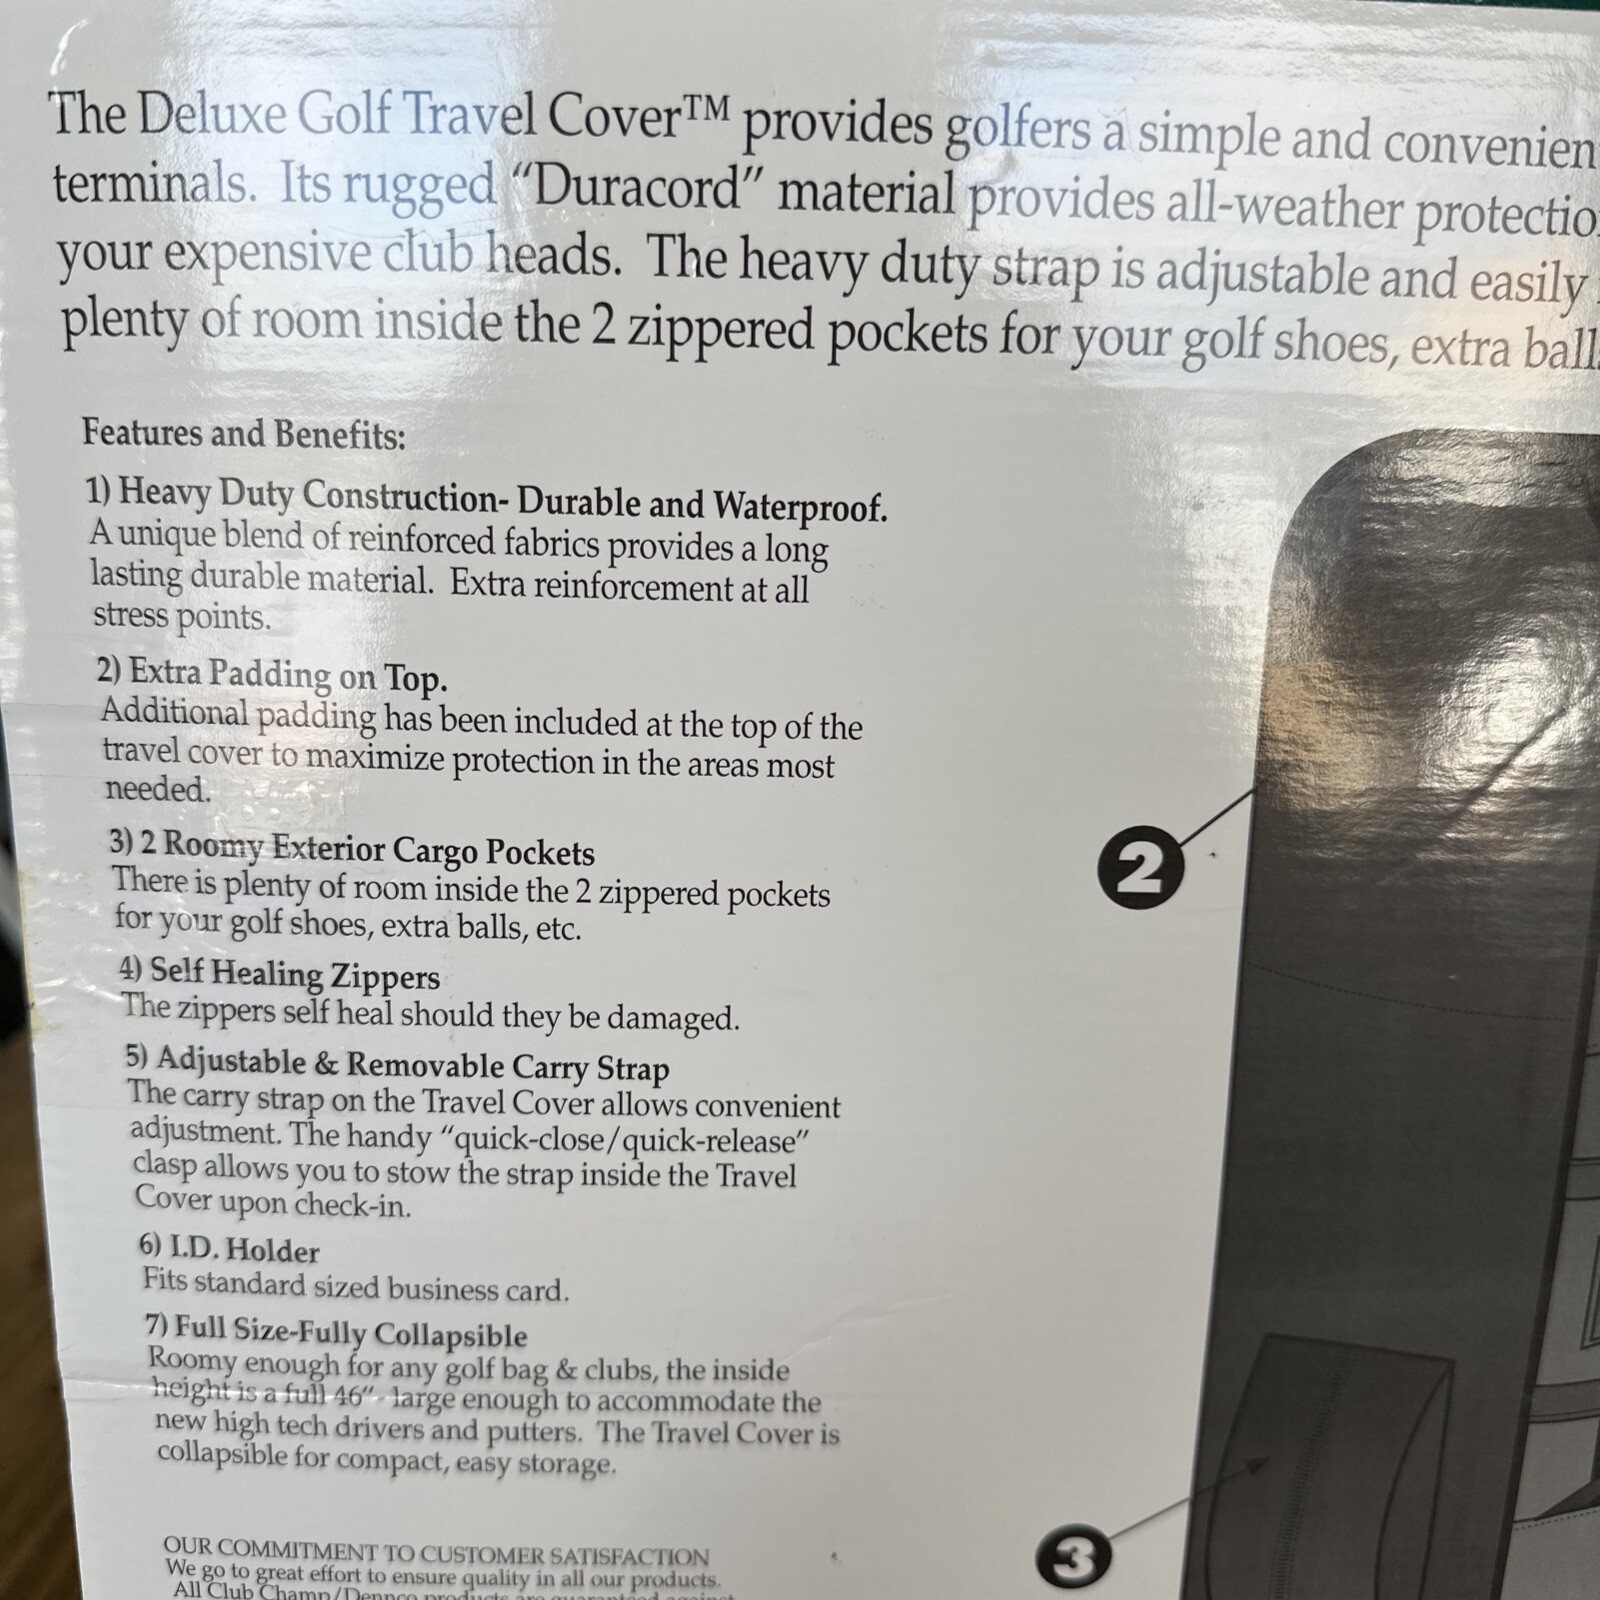 The Deluxe Golf Travel Cover™ provides golfers a simple and convenien
terminals. Its rugged “Duracord” material provides all-weather protectio
your expensive club heads. The heavy duty strap is adjustable and easily
plenty of room inside the 2 zippered pockets for your golf shoes, extra ball
Features and Benefits:
1) Heavy Duty Construction- Durable and Waterproof.
A unique blend of reinforced fabrics provides a long
lasting durable material. Extra reinforcement at all
stress points.
2) Extra Padding on Top.
Additional padding has been included at the top of the
travel cover to maximize protection in the areas most
needed.
3) 2 Roomy Exterior Cargo Pockets
There is plenty of room inside the 2 zippered pockets
for your golf shoes, extra balls, etc.
4) Self Healing Zippers
The zippers self heal should they be damaged.
5) Adjustable & Removable Carry Strap
The carry strap on the Travel Cover allows convenient
adjustment. The handy “quick-close/quick-release”
clasp allows you to stow the strap inside the Travel
Cover upon check-in.
6) I.D. Holder
Fits standard sized business card.
7) Full Size-Fully Collapsible
Roomy enough for any golf bag & clubs, the inside
height is a full 46”- large enough to accommodate the
new high tech drivers and putters. The Travel Cover is
collapsible for compact, easy storage.
OUR COMMITMENT TO CUSTOMER SATISFACTION
We go to great effort to ensure quality in all our products.
All Club Champ/Dennco products are guaranteed against
2
3